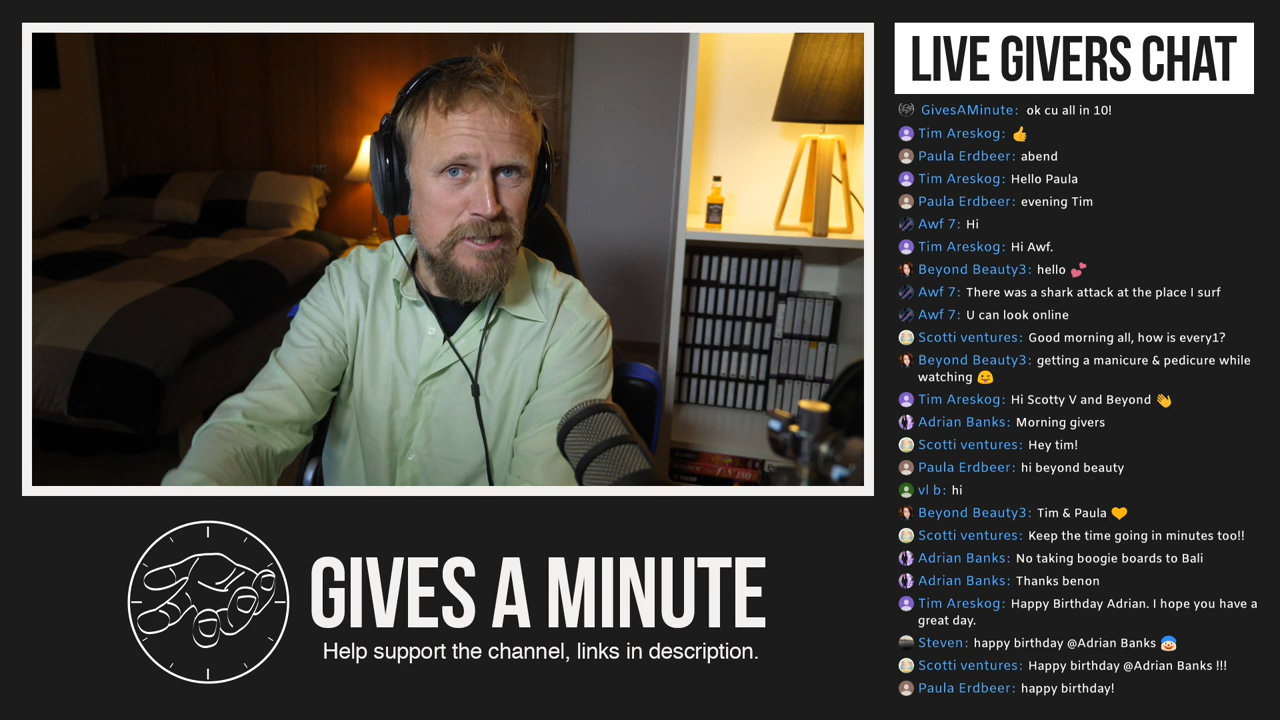 LIVE GIVERS CHAT
GivesAMinute: ok cu all in 10!
Tim Areskog: 👍
Paula Erdbeer: abend
Tim Areskog: Hello Paula
Paula Erdbeer: evening Tim
Awf 7: Hi
Tim Areskog: Hi Awf.
Beyond Beauty3: hello 💕
Awf 7: There was a shark attack at the place I surf
Awf 7: U can look online
Scotti ventures: Good morning all, how is every1?
Beyond Beauty3: getting a manicure & pedicure while
watching 😊
Tim Areskog: Hi Scotty V and Beyond 👋
Adrian Banks: Morning givers
Scotti ventures: Hey tim!
Paula Erdbeer: hi beyond beauty
vl b: hi
Beyond Beauty3: Tim & Paula 🧡
Scotti ventures: Keep the time going in minutes too!!
Adrian Banks: No taking boogie boards to Bali
Adrian Banks: Thanks benon
Tim Areskog: Happy Birthday Adrian. I hope you have a
great day.
Steven: happy birthday @Adrian Banks 🤡
Scotti ventures: Happy birthday @Adrian Banks !!!
Paula Erdbeer: happy birthday!
GIVES A MINUTE
Help support the channel, links in description.